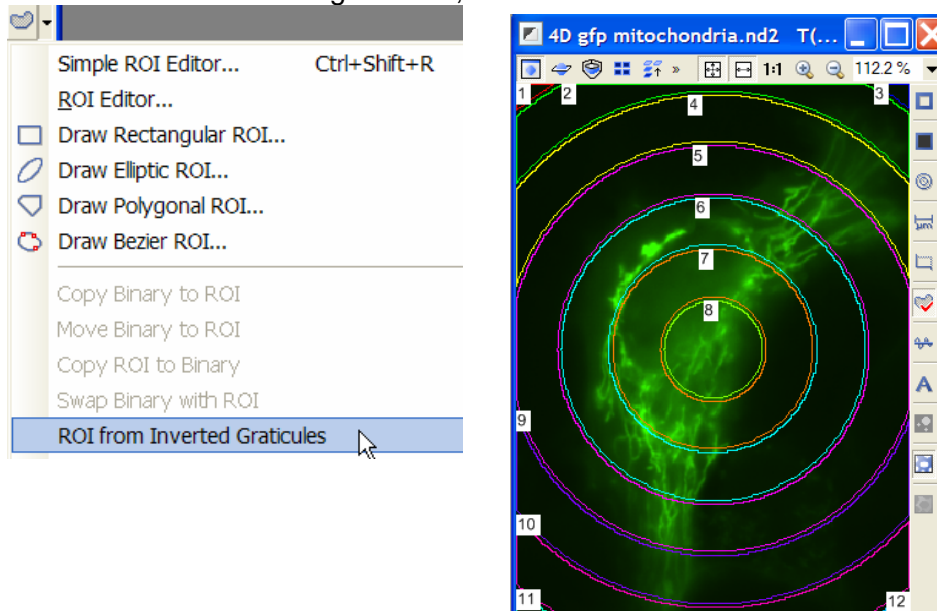 Simple ROI Editor... Ctrl+Shift+R
ROI Editor...
Draw Rectangular ROI...
Draw Elliptic ROI...
Draw Polygonal ROI...
Draw Bezier ROI...
Copy Binary to ROI
Move Binary to ROI
Copy ROI to Binary
Swap Binary with ROI
ROI from Inverted Graticules
4D gfp mitochondria.nd2 T(...
» 1:1 112.2 %
1 2 3
4
5
6
7
8
9
10
11 12
µm
A